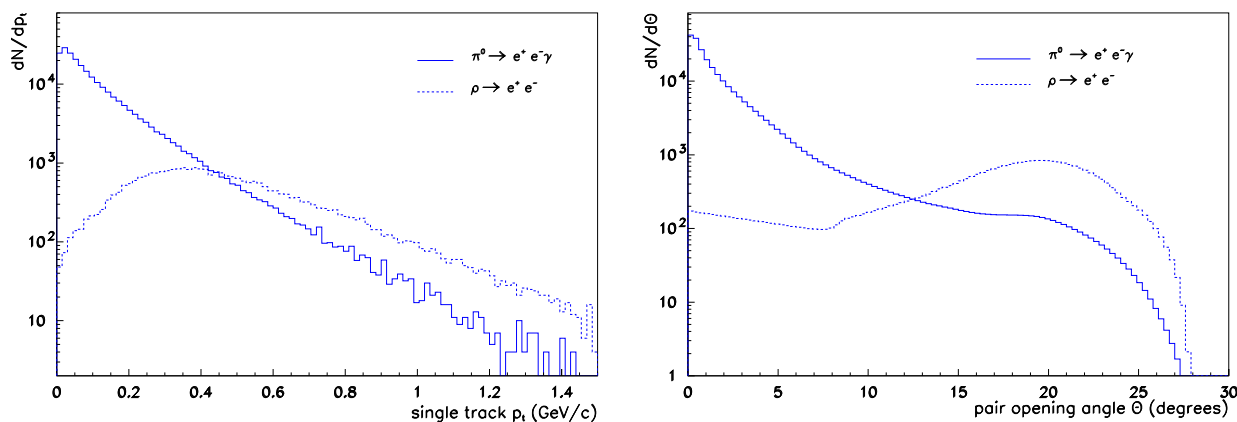 dN/dpₜ
π⁰ → e⁺ e⁻γ
ρ → e⁺ e⁻
10⁴
10³
10²
10
0 0.2 0.4 0.6 0.8 1 1.2 1.4
single track pₜ (GeV/c)
dN/dΘ
π⁰ → e⁺ e⁻γ
ρ → e⁺ e⁻
10⁴
10³
10²
10
1
0 5 10 15 20 25 30
pair opening angle Θ (degrees)